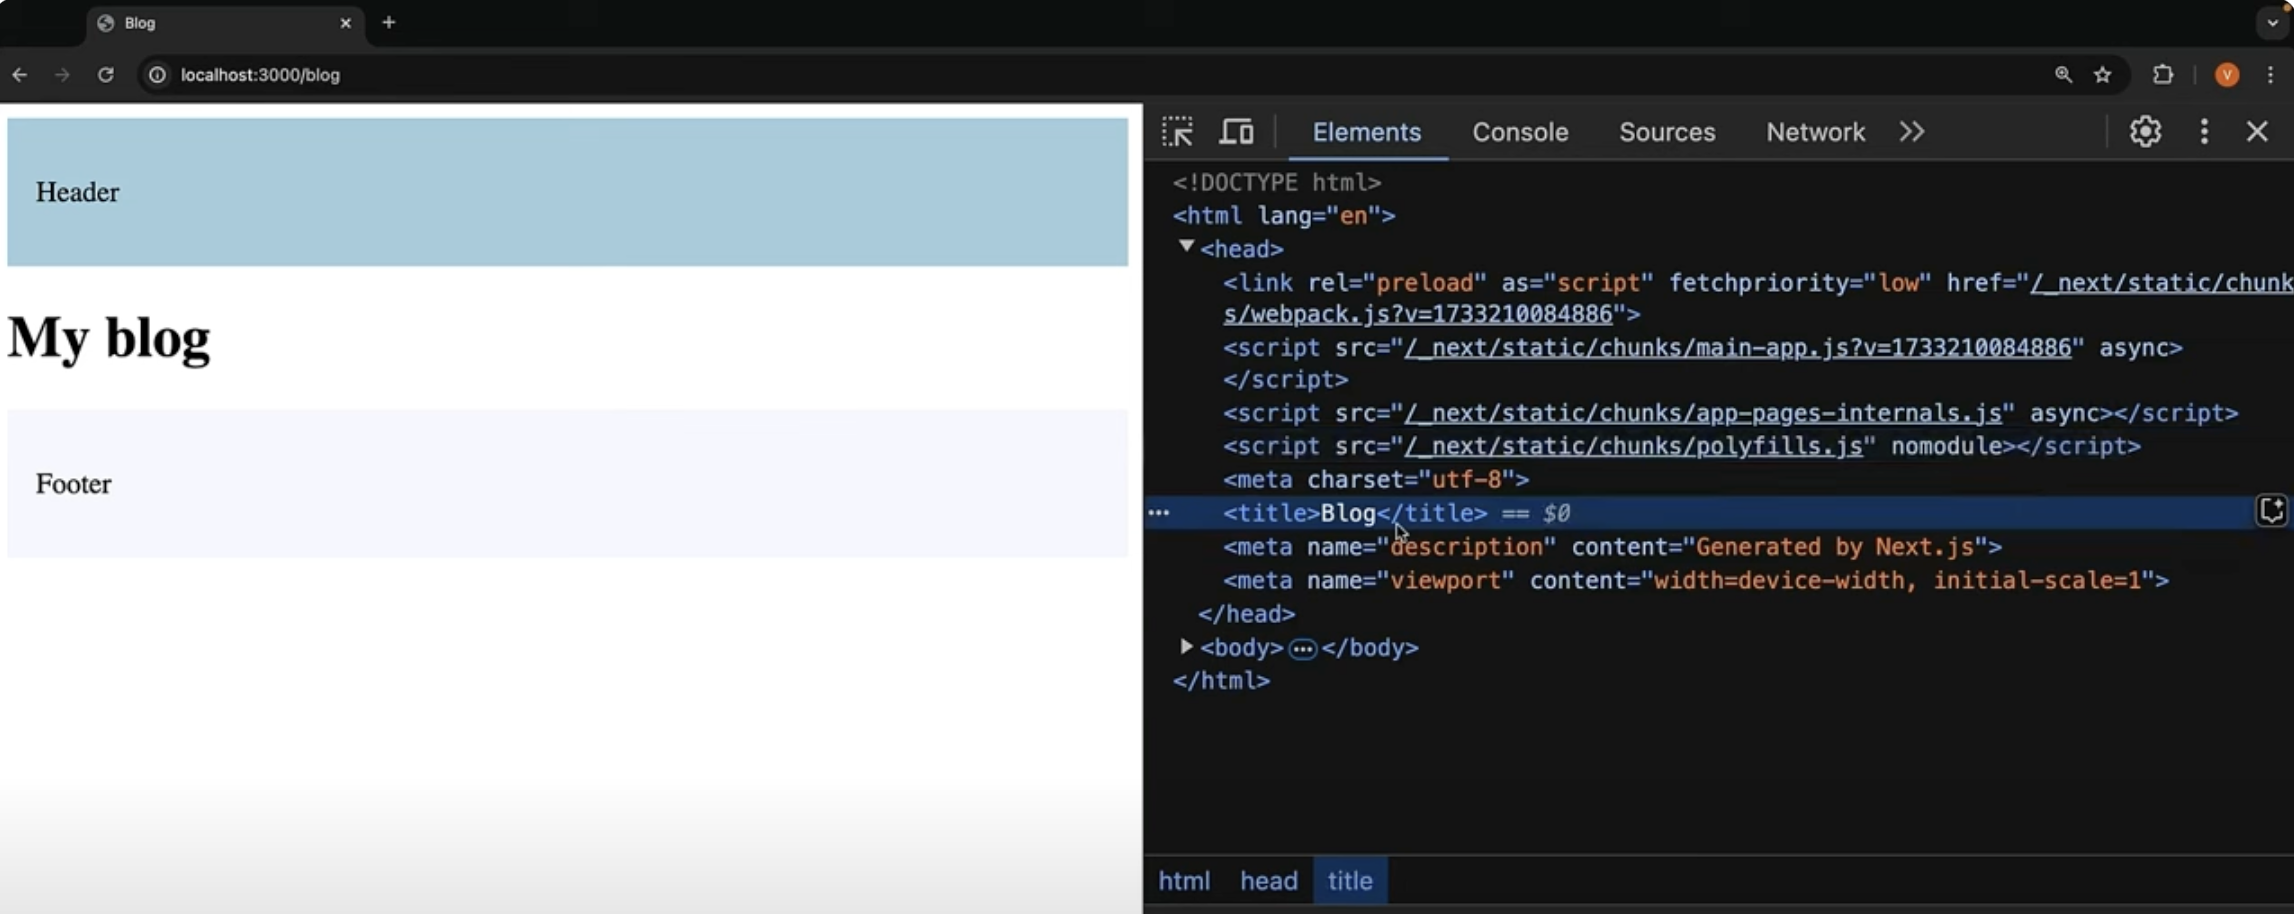 Blog
localhost:3000/blog
V
Header
My blog
Footer
Elements Console Sources Network
<!DOCTYPE html>
<html lang="en">
<head>
<link rel="preload" as="script" fetchpriority="low" href="/_next/static/chunk
s/webpack.js?v=1733210084886">
<script src="/_next/static/chunks/main-app.js?v=1733210084886" async>
</script>
<script src="/_next/static/chunks/app-pages-internals.js" async></script>
<script src="/_next/static/chunks/polyfills.js" nomodule></script>
<meta charset="utf-8">
<title>Blog</title> == $0
<meta name="description" content="Generated by Next.js">
<meta name="viewport" content="width=device-width, initial-scale=1">
</head>
<body>…</body>
</html>
html head title